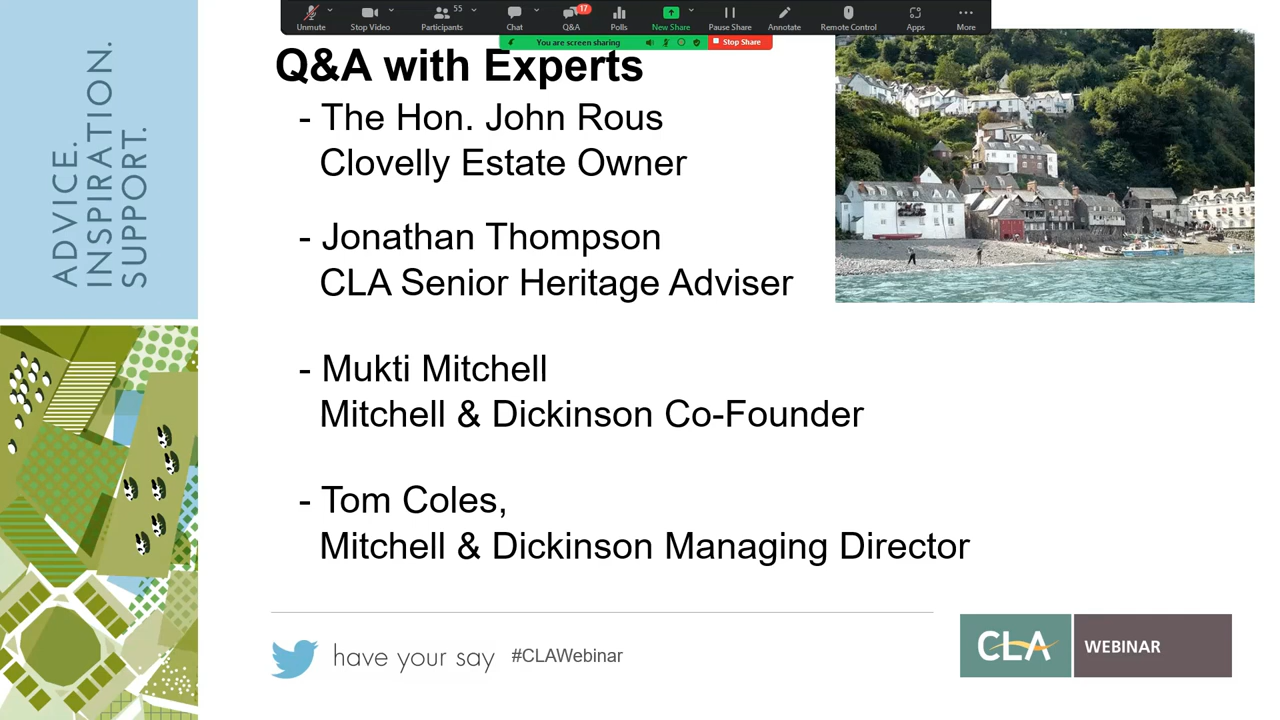 55
17
Unmute
Stop Video
Participants
Chat
Q&A
Polls
New Share
Pause Share
Annotate
Remote Control
Apps
More
You are screen sharing
Stop Share
ADVICE.
INSPIRATION.
SUPPORT.
Q&A with Experts
- The Hon. John Rous
Clovelly Estate Owner
- Jonathan Thompson
CLA Senior Heritage Adviser
- Mukti Mitchell
Mitchell & Dickinson Co-Founder
- Tom Coles,
Mitchell & Dickinson Managing Director
have your say #CLAWebinar
CLA WEBINAR